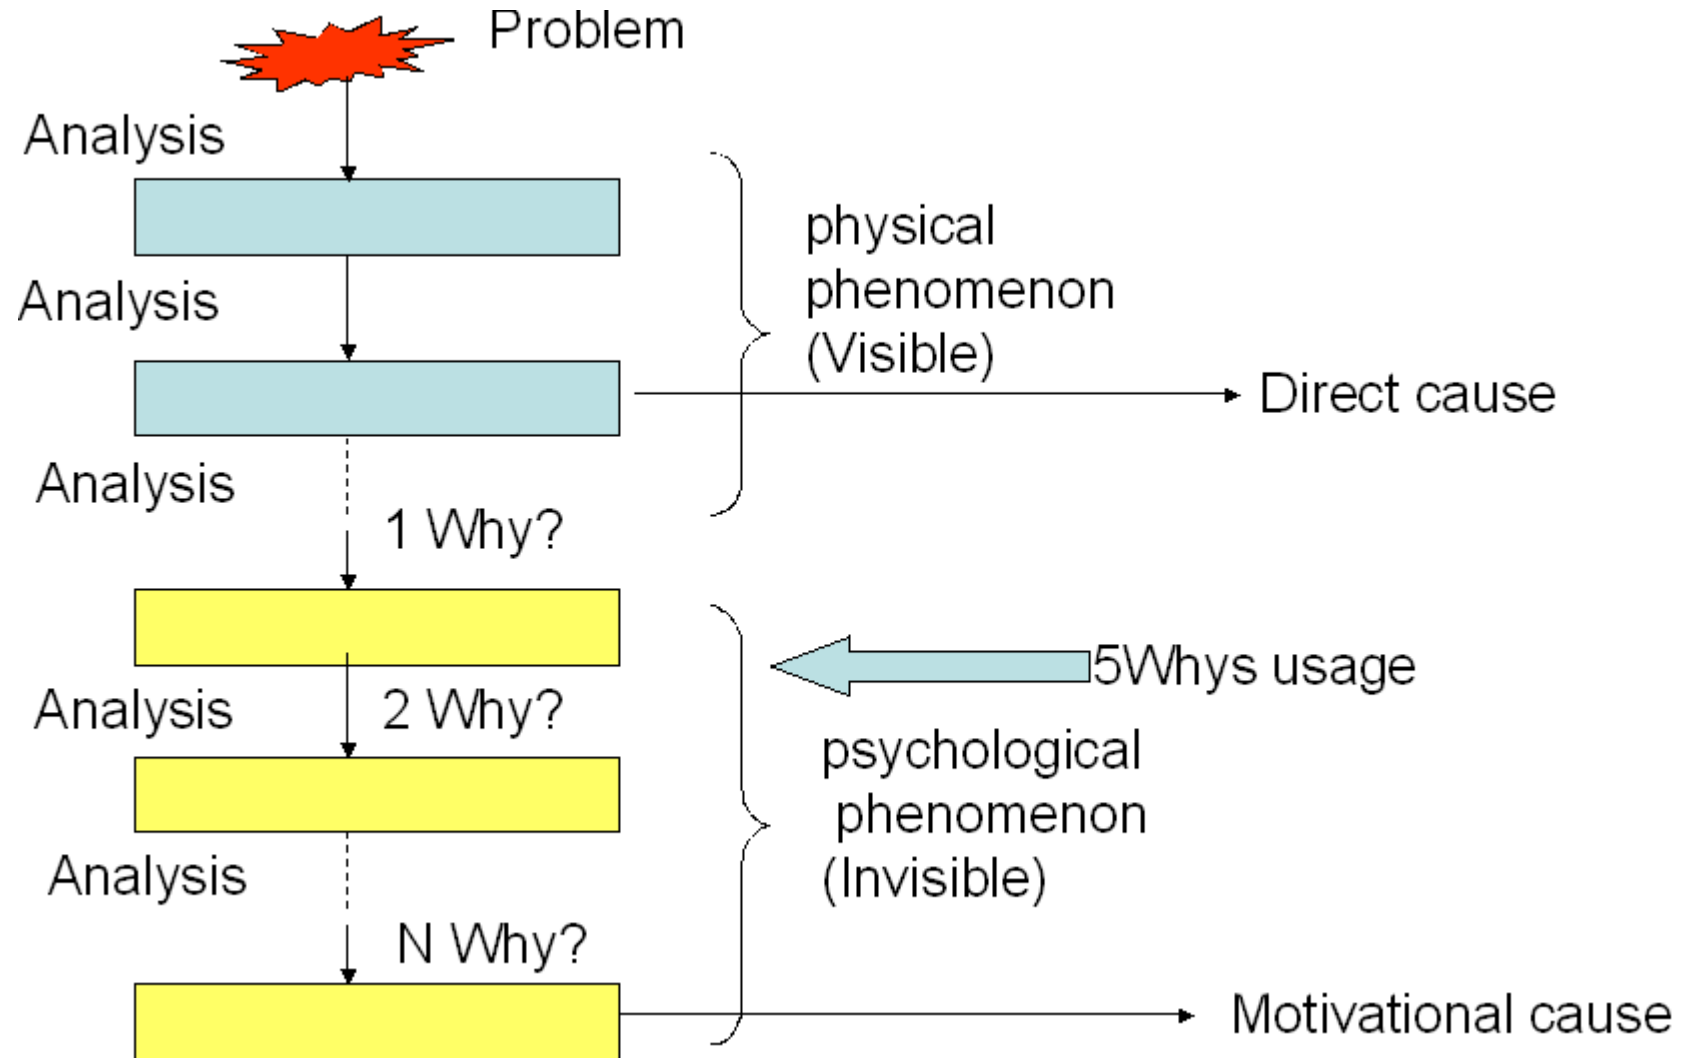 Problem
Analysis
physical
phenomenon
(Visible)
Analysis
Direct cause
Analysis
1 Why?
5Whys usage
Analysis
2 Why?
psychological
phenomenon
(Invisible)
Analysis
N Why?
Motivational cause